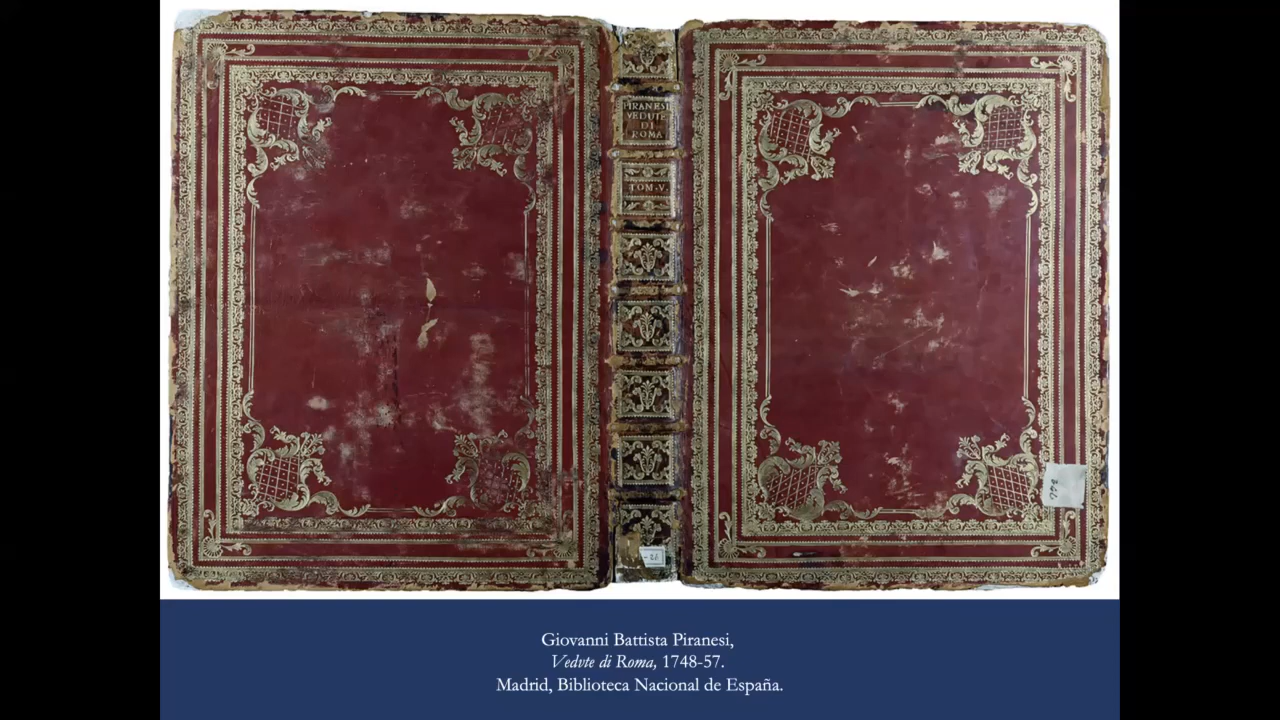 PIRANESI
VEDUTE
DI
ROMA
TOM·V.
Giovanni Battista Piranesi,
Vedvte di Roma, 1748-57.
Madrid, Biblioteca Nacional de España.